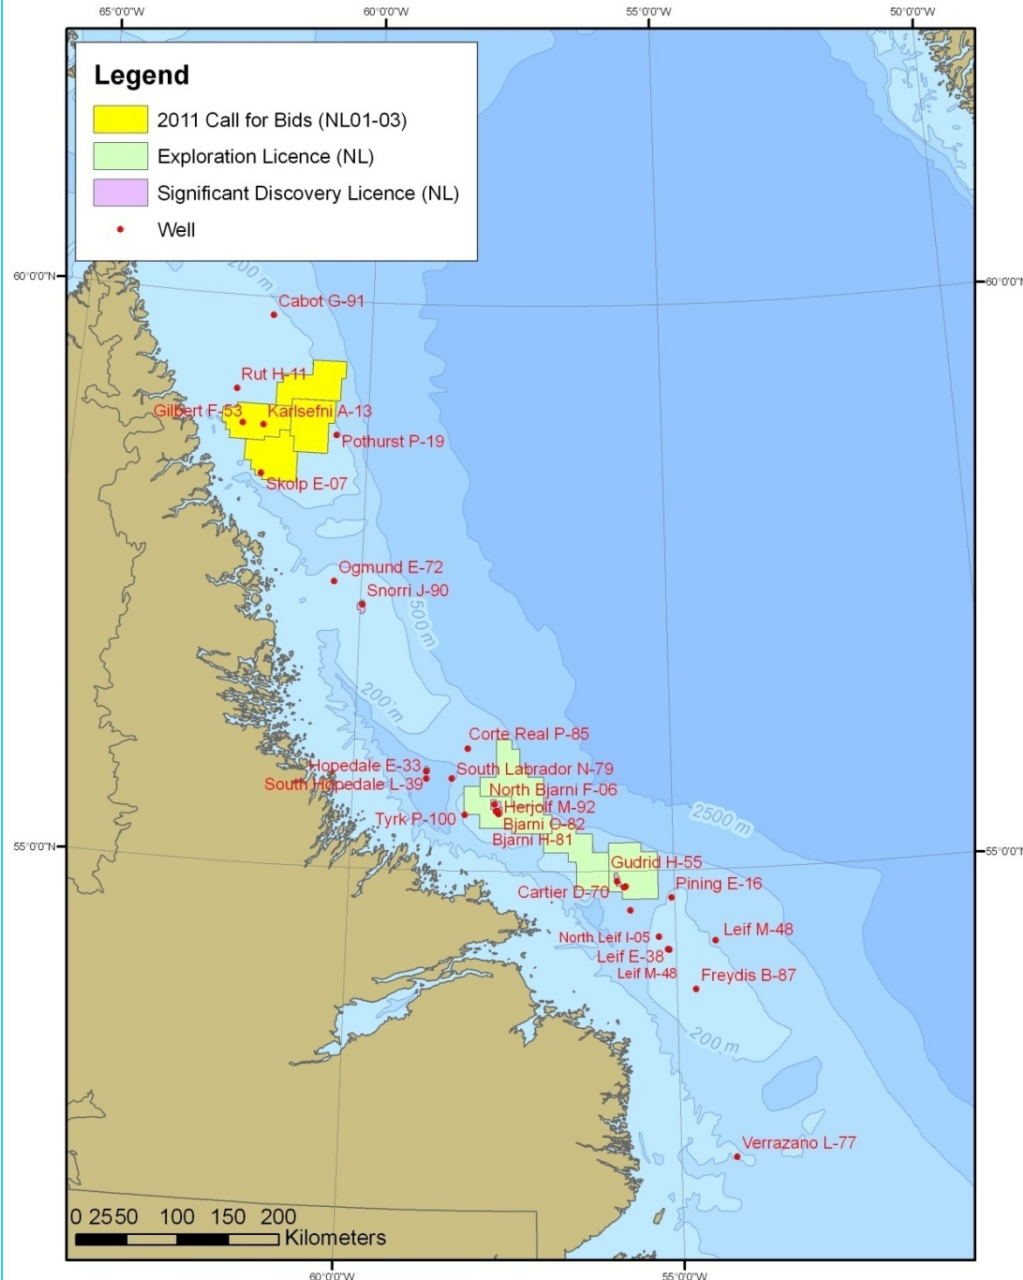 65°0'0"W
60°0'0"W
55°0'0"W
50°0'0"W
Legend
2011 Call for Bids (NL01-03)
Exploration Licence (NL)
Significant Discovery Licence (NL)
Well
60°0'0"N
60°0'0"N
200 m
Cabot G-91
Rut H-11
Gilbert F-53
Karlsefni A-13
Pothurst P-19
Skolp E-07
Ogmund E-72
Snorri J-90
500 m
200 m
Corte Real P-85
Hopedale E-33
South Labrador N-79
South Hopedale L-39
North Bjarni F-06
Herjolf M-92
Tyrk P-100
Bjarni O-82
2500 m
Bjarni H-81
55°0'0"N
55°0'0"N
Gudrid H-55
Pining E-16
Cartier D-70
Leif M-48
North Leif I-05
Leif E-38
Leif M-48
Freydis B-87
200 m
Verrazano L-77
0 25 50 100 150 200
Kilometers
60°0'0"W
55°0'0"W